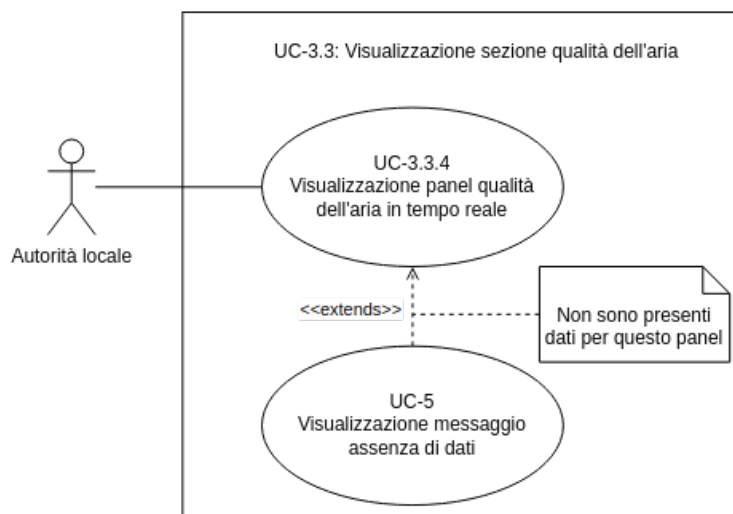 UC-3.3: Visualizzazione sezione qualità dell'aria
UC-3.3.4
Visualizzazione panel qualità
dell'aria in tempo reale
Autorità locale
<<extends>>
Non sono presenti
dati per questo panel
UC-5
Visualizzazione messaggio
assenza di dati